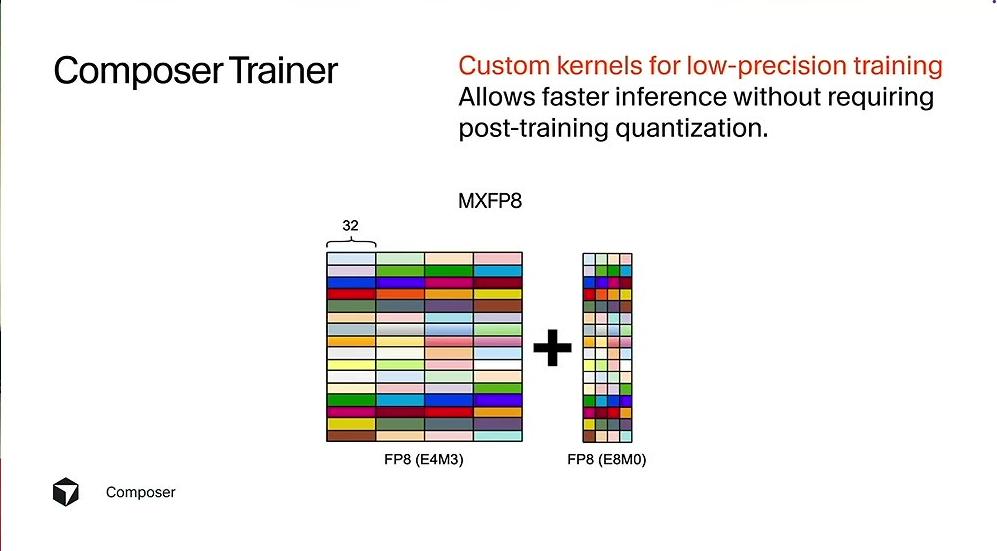 Composer Trainer
Custom kernels for low-precision training
Allows faster inference without requiring
post-training quantization.
MXFP8
32
FP8 (E4M3)
FP8 (E8M0)
Composer